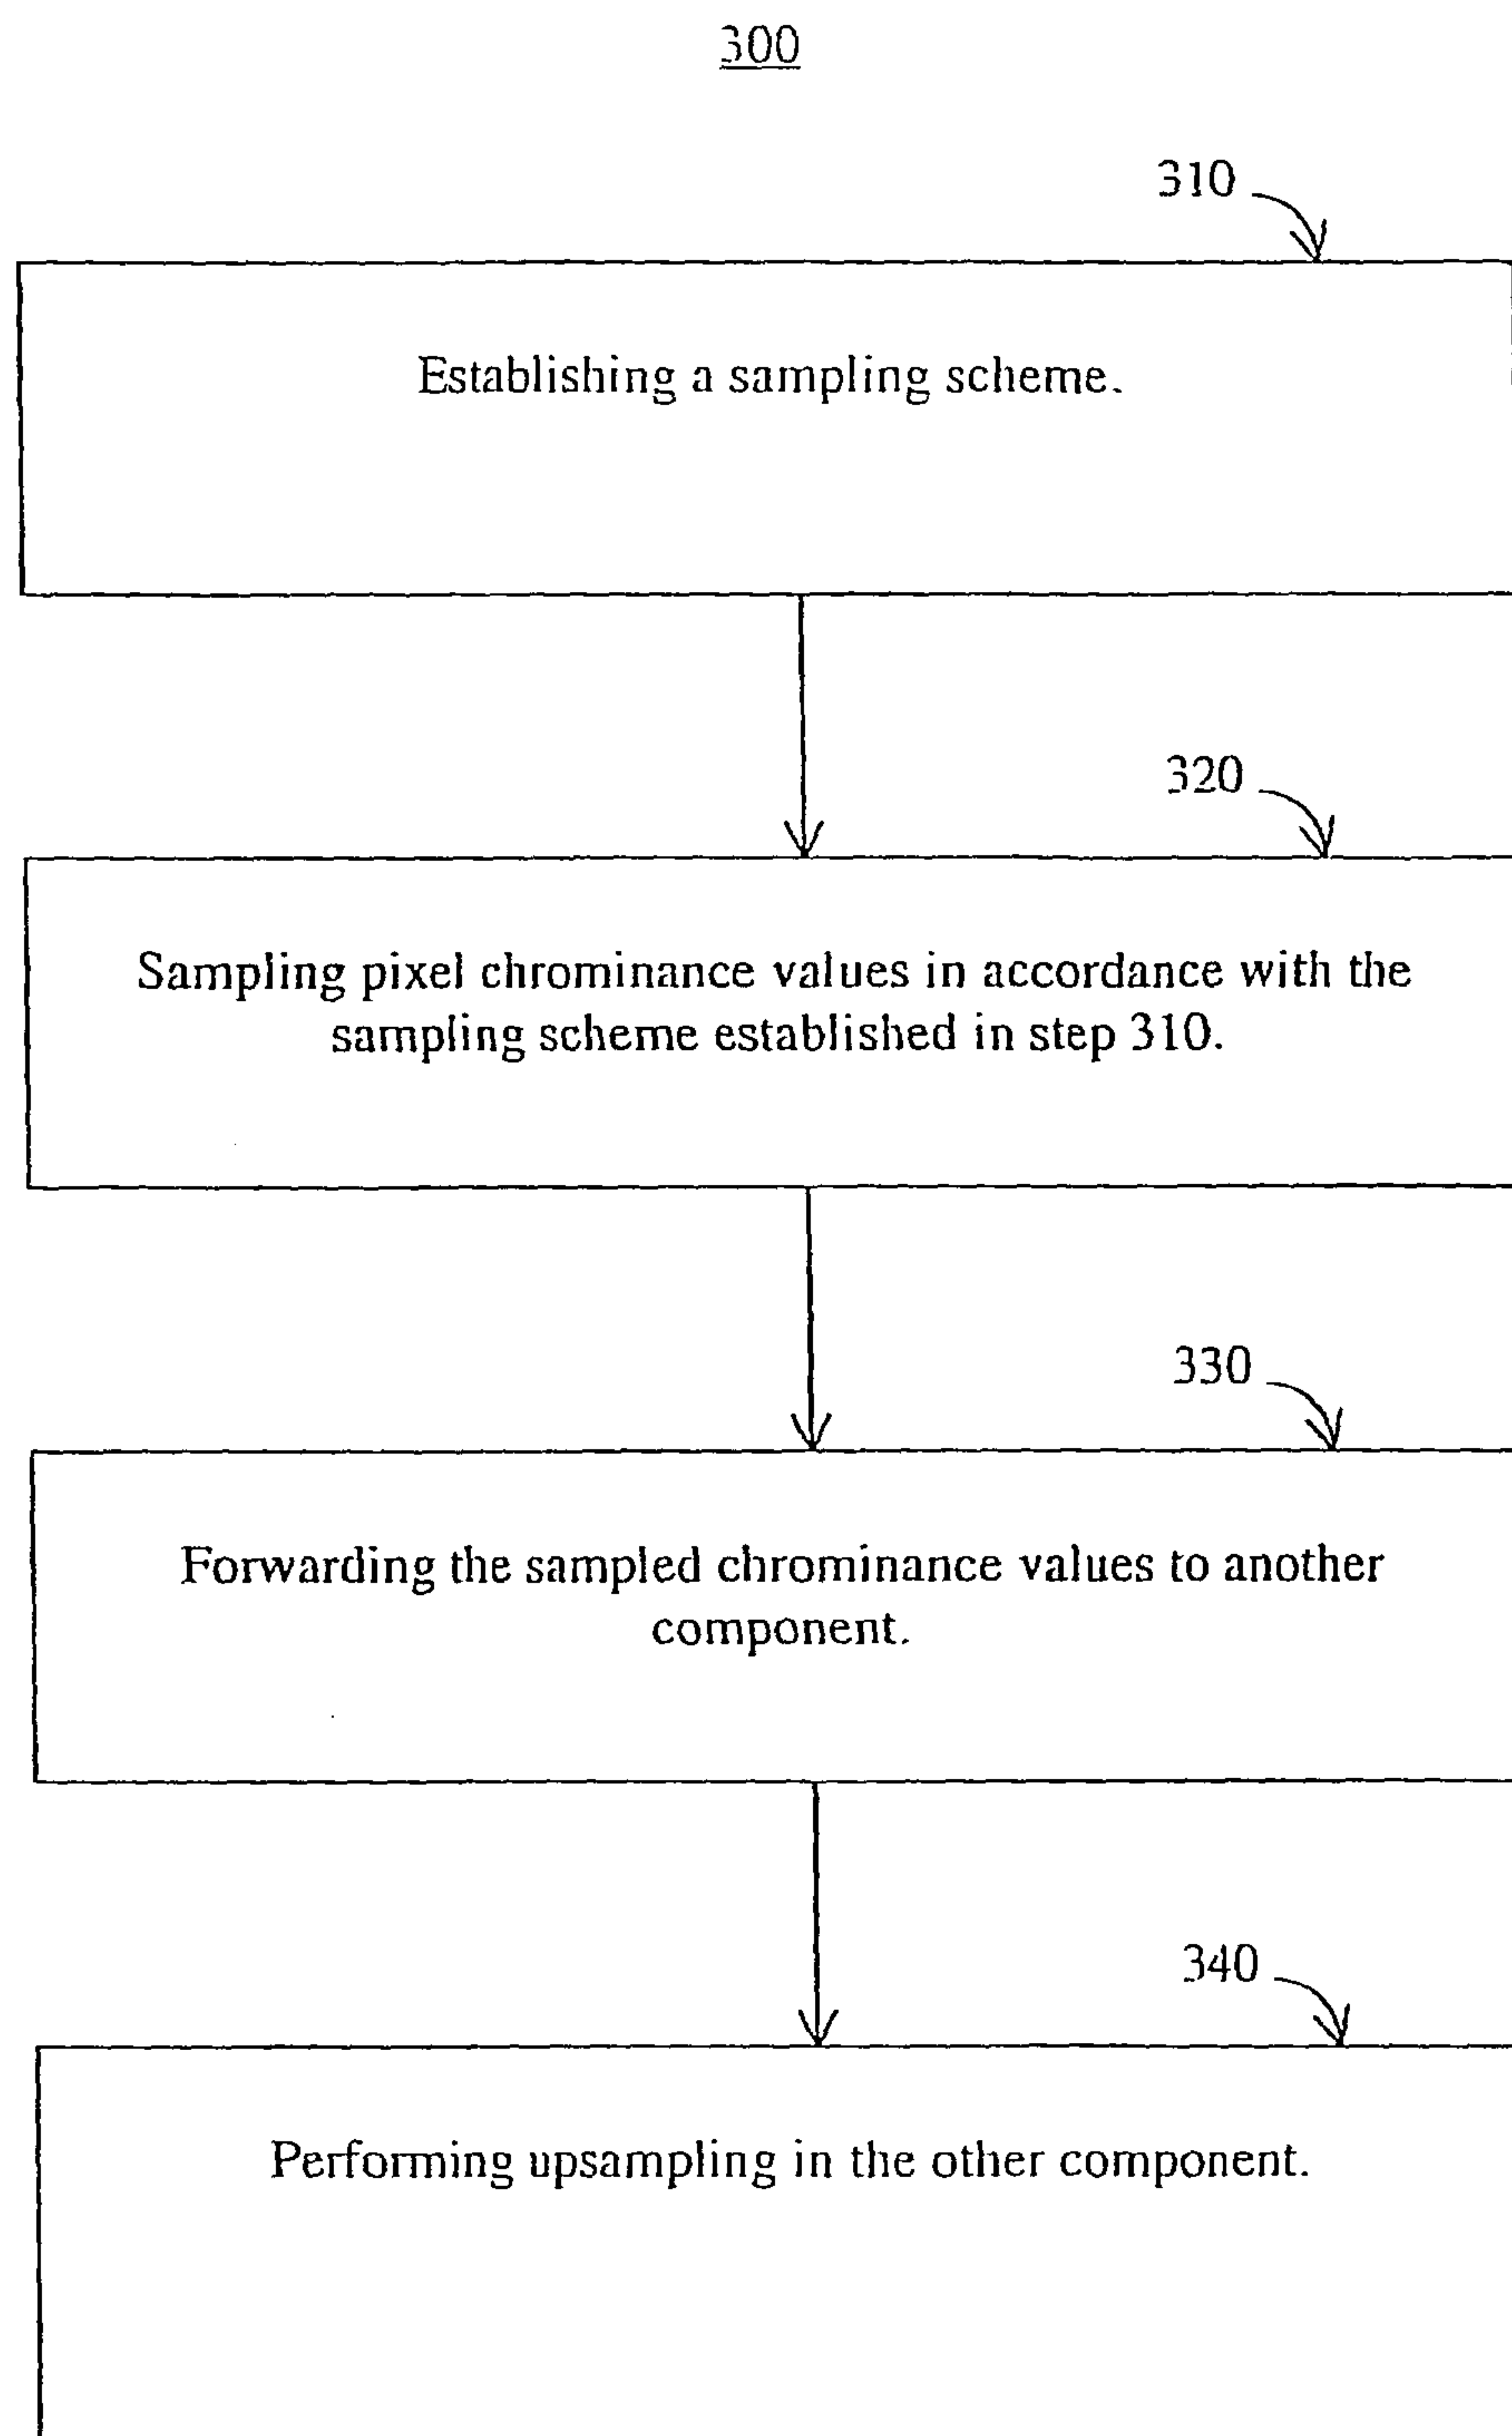 300
310
Establishing a sampling scheme.
320
Sampling pixel chrominance values in accordance with the
sampling scheme established in step 310.
330
Forwarding the sampled chrominance values to another
component.
340
Performing upsampling in the other component.